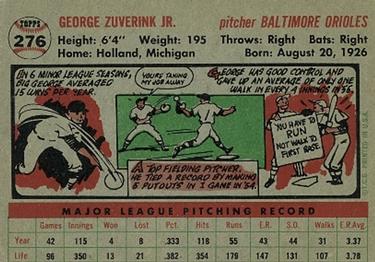 TOPPS
276
GEORGE ZUVERINK JR.
pitcher BALTIMORE ORIOLES
Height: 6'4" Weight: 195
Throws: Right Bats: Right
Home: Holland, Michigan
Born: August 20, 1926
IN 6 MINOR LEAGUE SEASONS,
BIG GEORGE AVERAGED
15 WINS PER YEAR.
YOU'RE TAKING
MY JOB.
A TOP FIELDING PITCHER,
HE TIED A RECORD BY MAKING
5 PUTOUTS IN 1 GAME IN '54.
GEORGE HAS GOOD CONTROL AND
GAVE UP AN AVERAGE OF ONLY ONE
WALK IN EVERY 4 INNINGS IN '55.
YOU HAVE TO
RUN
NOT WALK TO
FIRST BASE.
PRINTED IN U.S.A.
MAJOR LEAGUE PITCHING RECORD
Games Innings Won Lost Pct. Hits Runs E.R. S.O. Walks E.R.Avg.
Year 42 115 4 8 .333 118 55 43 44 31 3.37
Life 96 350 13 21 .382 354 179 147 131 107 3.78